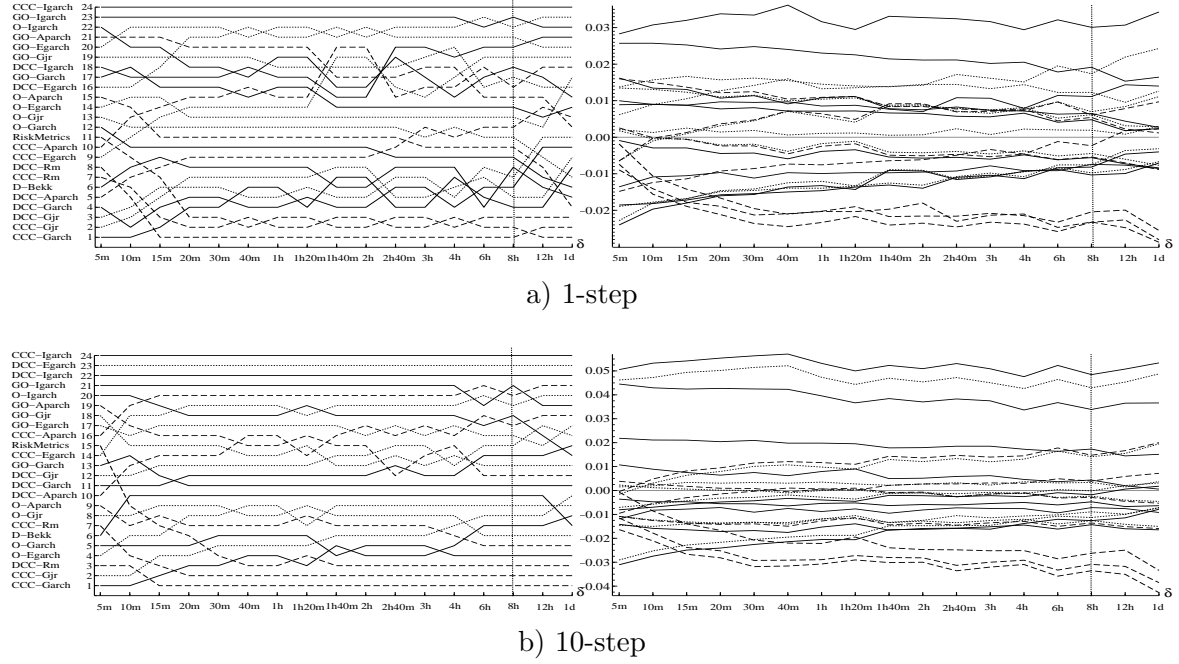 CCC−Igarch 24
GO−Igarch 23
O−Igarch 22
GO−Aparch 21
GO−Egarch 20
GO−Gjr 19
DCC−Igarch 18
GO−Garch 17
DCC−Egarch 16
O−Aparch 15
O−Egarch 14
O−Gjr 13
O−Garch 12
RiskMetrics 11
CCC−Aparch 10
CCC−Egarch 9
DCC−Rm 8
CCC−Rm 7
D−Bekk 6
DCC−Aparch 5
DCC−Garch 4
DCC−Gjr 3
CCC−Gjr 2
CCC−Garch 1
5m 10m 15m 20m 30m 40m 1h 1h20m 1h40m 2h 2h40m 3h 4h 6h 8h 12h 1d
δ
0.03
0.02
0.01
0.00
-0.01
-0.02
5m 10m 15m 20m 30m 40m 1h 1h20m 1h40m 2h 2h40m 3h 4h 6h 8h 12h 1d
δ
a) 1-step
CCC−Igarch 24
DCC−Egarch 23
DCC−Igarch 22
GO−Igarch 21
O−Igarch 20
GO−Aparch 19
GO−Gjr 18
GO−Egarch 17
CCC−Aparch 16
RiskMetrics 15
CCC−Egarch 14
GO−Garch 13
DCC−Gjr 12
DCC−Garch 11
DCC−Aparch 10
O−Aparch 9
O−Gjr 8
CCC−Rm 7
D−Bekk 6
O−Garch 5
O−Egarch 4
DCC−Rm 3
CCC−Gjr 2
CCC−Garch 1
5m 10m 15m 20m 30m 40m 1h 1h20m 1h40m 2h 2h40m 3h 4h 6h 8h 12h 1d
δ
0.05
0.04
0.03
0.02
0.01
0.00
-0.01
-0.02
-0.03
-0.04
5m 10m 15m 20m 30m 40m 1h 1h20m 1h40m 2h 2h40m 3h 4h 6h 8h 12h 1d
δ
b) 10-step